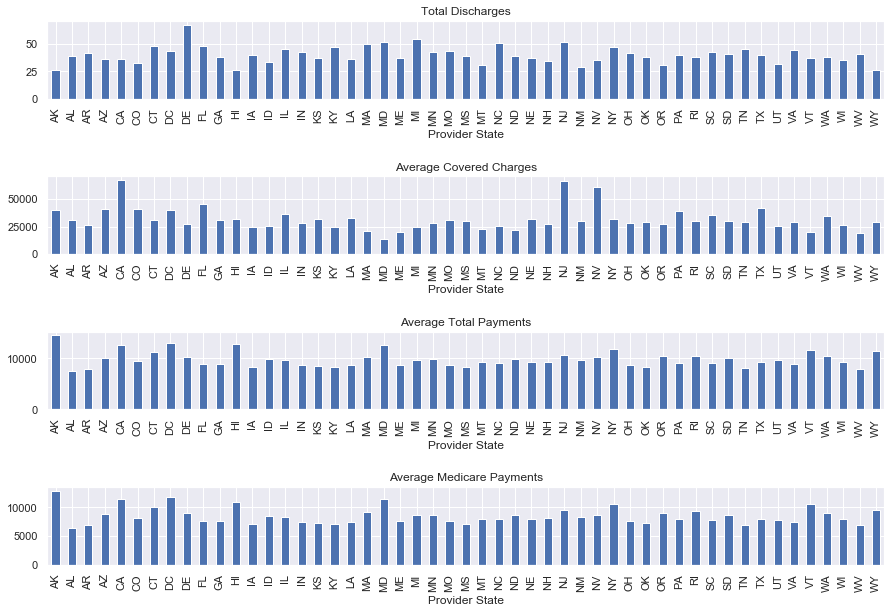 Total Discharges
50
25
0
AK AL AR AZ CA CO CT DC DE FL GA HI IA ID IL IN KS KY LA MA MD ME MI MN MO MS MT NC ND NE NH NJ NM NV NY OH OK OR PA RI SC SD TN TX UT VA VT WA WI WV WY
Provider State
Average Covered Charges
50000
25000
0
AK AL AR AZ CA CO CT DC DE FL GA HI IA ID IL IN KS KY LA MA MD ME MI MN MO MS MT NC ND NE NH NJ NM NV NY OH OK OR PA RI SC SD TN TX UT VA VT WA WI WV WY
Provider State
Average Total Payments
10000
0
AK AL AR AZ CA CO CT DC DE FL GA HI IA ID IL IN KS KY LA MA MD ME MI MN MO MS MT NC ND NE NH NJ NM NV NY OH OK OR PA RI SC SD TN TX UT VA VT WA WI WV WY
Provider State
Average Medicare Payments
10000
5000
0
AK AL AR AZ CA CO CT DC DE FL GA HI IA ID IL IN KS KY LA MA MD ME MI MN MO MS MT NC ND NE NH NJ NM NV NY OH OK OR PA RI SC SD TN TX UT VA VT WA WI WV WY
Provider State